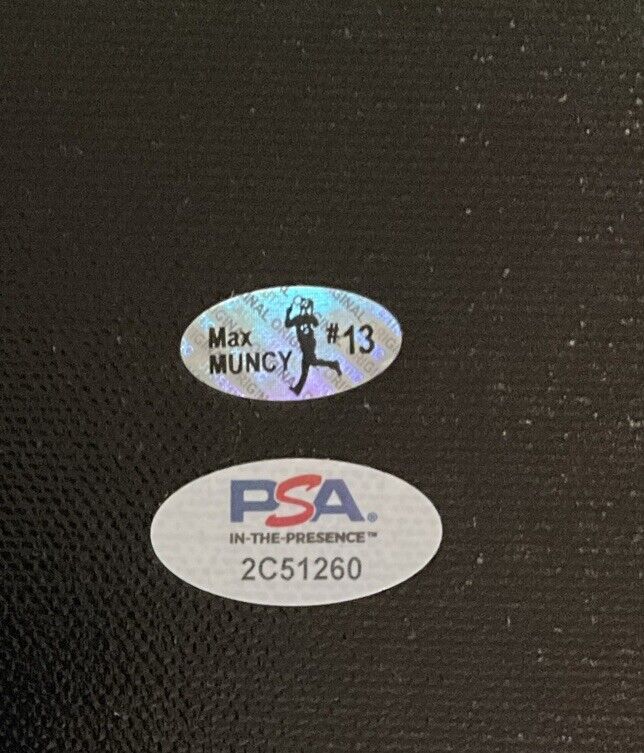 Max #13
MUNCY
PSA®
IN-THE-PRESENCE™
2C51260